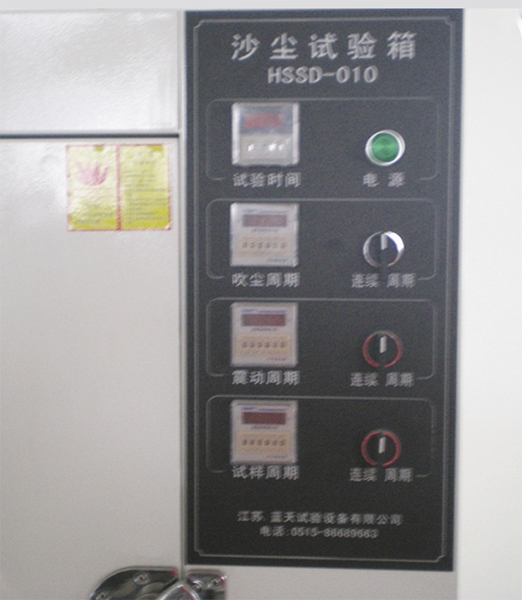 沙尘试验箱
HSSD-010
试验时间 电 源
吹尘周期 连续 周期
震动周期 连续 周期
试样周期 连续 周期
江苏 蓝天试验设备有限公司
电话:0515-86689663